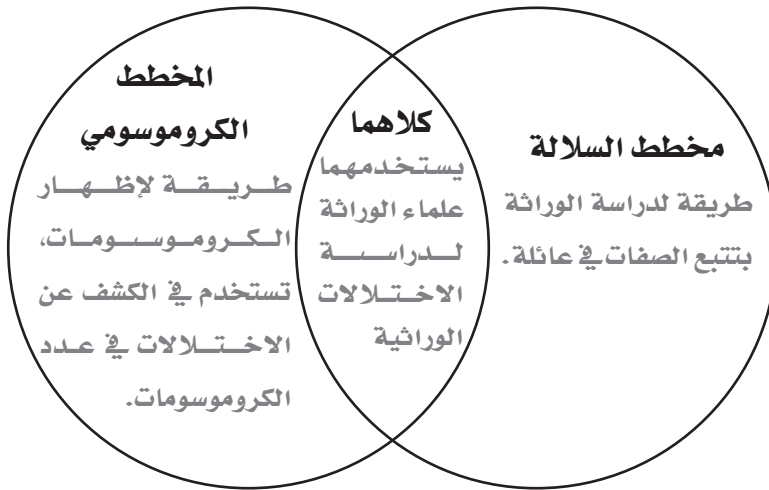 مخطط السلالة
طريقة لدراسة الوراثة
بتتبع الصفات في عائلة.
كلاهما
يستخدمهما
علماء الوراثة
لدراسة
الاختلالات
الوراثية
المخطط
الكروموسومي
طريقة لإظهار
الكروموسومات،
تستخدم في الكشف عن
الاختلالات في عدد
الكروموسومات.